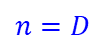 n = D